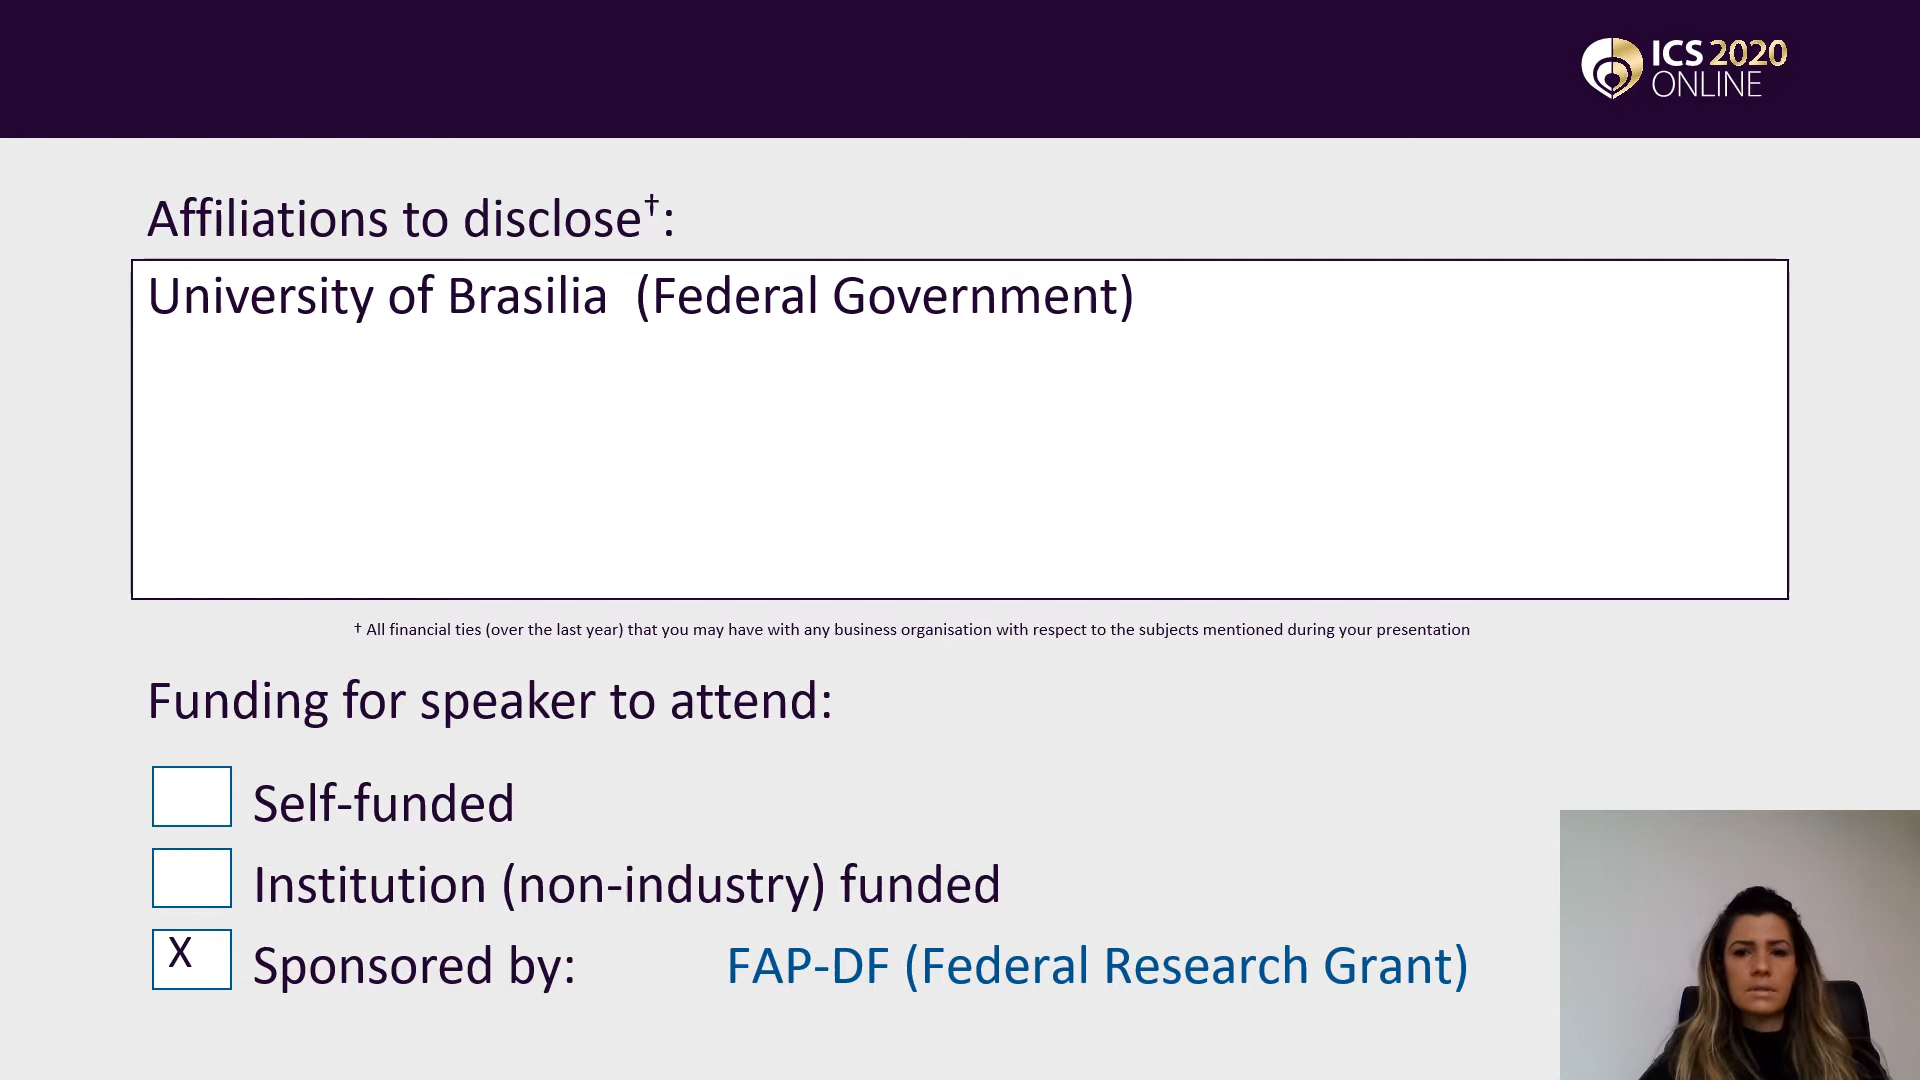 ICS 2020
ONLINE
Affiliations to disclose†:
University of Brasilia (Federal Government)
† All financial ties (over the last year) that you may have with any business organisation with respect to the subjects mentioned during your presentation
Funding for speaker to attend:
Self-funded
Institution (non-industry) funded
X Sponsored by: FAP-DF (Federal Research Grant)